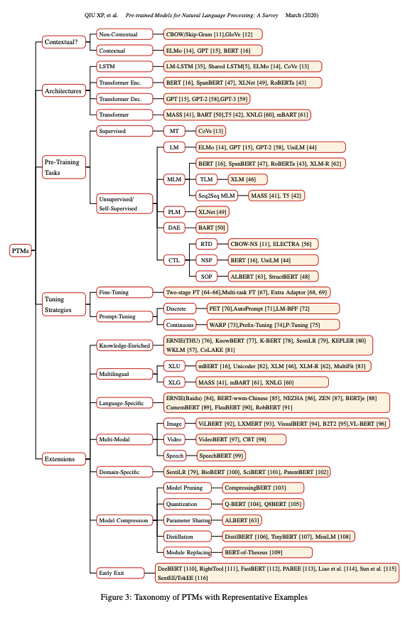 QIU XP, et al. Pre-trained Models for Natural Language Processing: A Survey March (2020)
PTMs
Contextual?
Non-Contextual
CBOW/Skip-Gram [11],GloVe [12]
Contextual
ELMo [14], GPT [15], BERT [16]
Architectures
LSTM
LM-LSTM [35], Shared LSTM[5], ELMo [14], CoVe [13]
Transformer Enc.
BERT [16], SpanBERT [47], XLNet [49], RoBERTa [43]
Transformer Dec.
GPT [15], GPT-2 [58],GPT-3 [59]
Transformer
MASS [41], BART [50],T5 [42], XNLG [60], mBART [61]
Pre-Training
Tasks
Supervised
MT
CoVe [13]
Unsupervised/
Self-Supervised
LM
ELMo [14], GPT [15], GPT-2 [58], UniLM [44]
MLM
BERT [16], SpanBERT [47], RoBERTa [43], XLM-R [62]
TLM
XLM [46]
Seq2Seq MLM
MASS [41], T5 [42]
PLM
XLNet [49]
DAE
BART [50]
CTL
RTD
CBOW-NS [11], ELECTRA [56]
NSP
BERT [16], UniLM [44]
SOP
ALBERT [63], StructBERT [48]
Tuning
Strategies
Fine-Tuning
Two-stage FT [64–66],Multi-task FT [67], Extra Adaptor [68, 69]
Prompt-Tuning
Discrete
PET [70],AutoPrompt [71],LM-BFF [72]
Continuous
WARP [73],Prefix-Tuning [74],P-Tuning [75]
Extensions
Knowledge-Enriched
ERNIE(THU) [76], KnowBERT [77], K-BERT [78], SentiLR [79], KEPLER [80]
WKLM [57], CoLAKE [81]
Multilingual
XLU
mBERT [16], Unicoder [82], XLM [46], XLM-R [62], MultiFit [83]
XLG
MASS [41], mBART [61], XNLG [60]
Language-Specific
ERNIE(Baidu) [84], BERT-wwm-Chinese [85], NEZHA [86], ZEN [87], BERTje [88]
CamemBERT [89], FlauBERT [90], RobBERT [91]
Multi-Modal
Image
ViLBERT [92], LXMERT [93], VisualBERT [94], B2T2 [95],VL-BERT [96]
Video
VideoBERT [97], CBT [98]
Speech
SpeechBERT [99]
Domain-Specific
SentiLR [79], BioBERT [100], SciBERT [101], PatentBERT [102]
Model Compression
Model Pruning
CompressingBERT [103]
Quantization
Q-BERT [104], Q8BERT [105]
Parameter Sharing
ALBERT [63]
Distillation
DistilBERT [106], TinyBERT [107], MiniLM [108]
Module Replacing
BERT-of-Theseus [109]
Early Exit
DeeBERT [110], RightTool [111], FastBERT [112], PABEE [113], Liao et al. [114], Sun et al. [115]
SentEE/TokEE [116]
Figure 3: Taxonomy of PTMs with Representative Examples